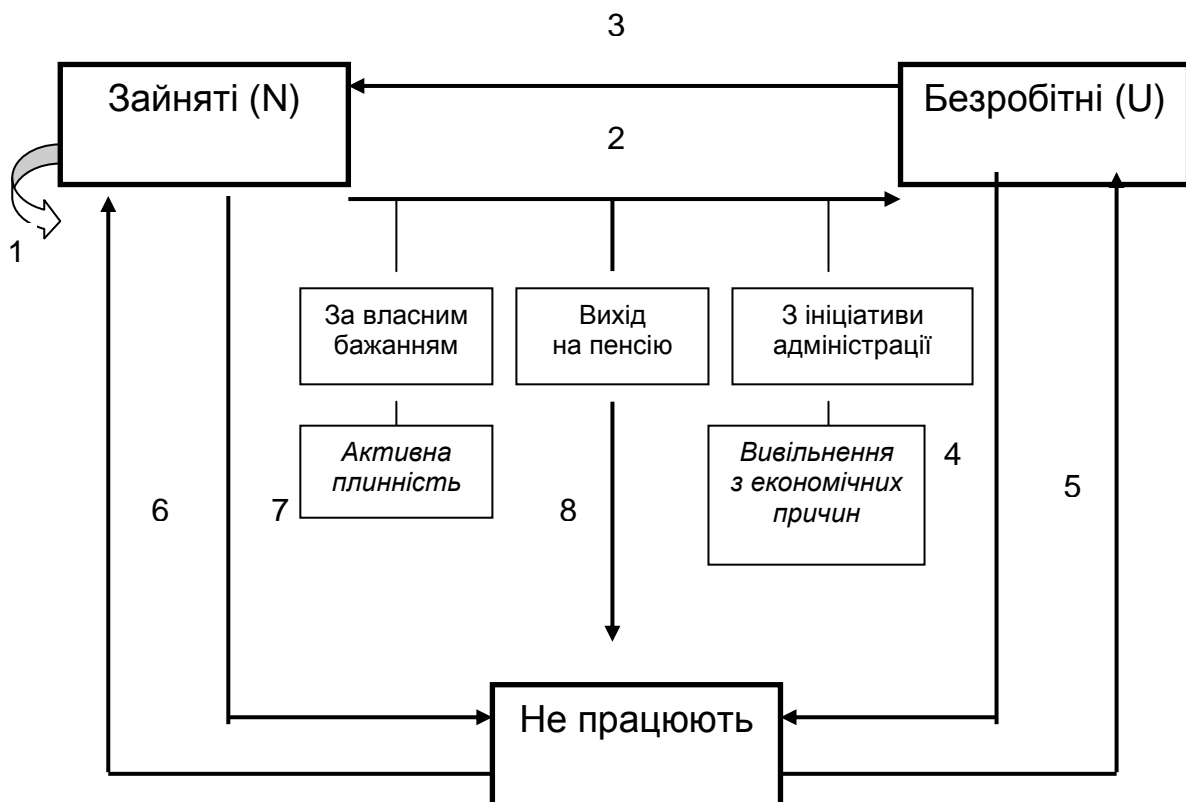 3
Зайняті (N)
Безробітні (U)
2
1
За власним
бажанням
Вихід
на пенсію
З ініціативи
адміністрації
Активна
плинність
Вивільнення
з економічних
причин
4
5
6
7
8
Не працюють